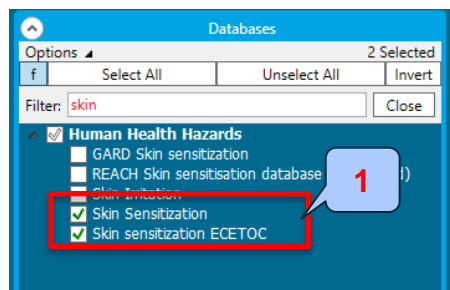 Databases
Options 2 Selected
f Select All Unselect All Invert
Filter: skin Close
Human Health Hazards
GARD Skin sensitization
REACH Skin sensitisation database
Skin Irritation
Skin Sensitization
Skin sensitization ECETOC
1